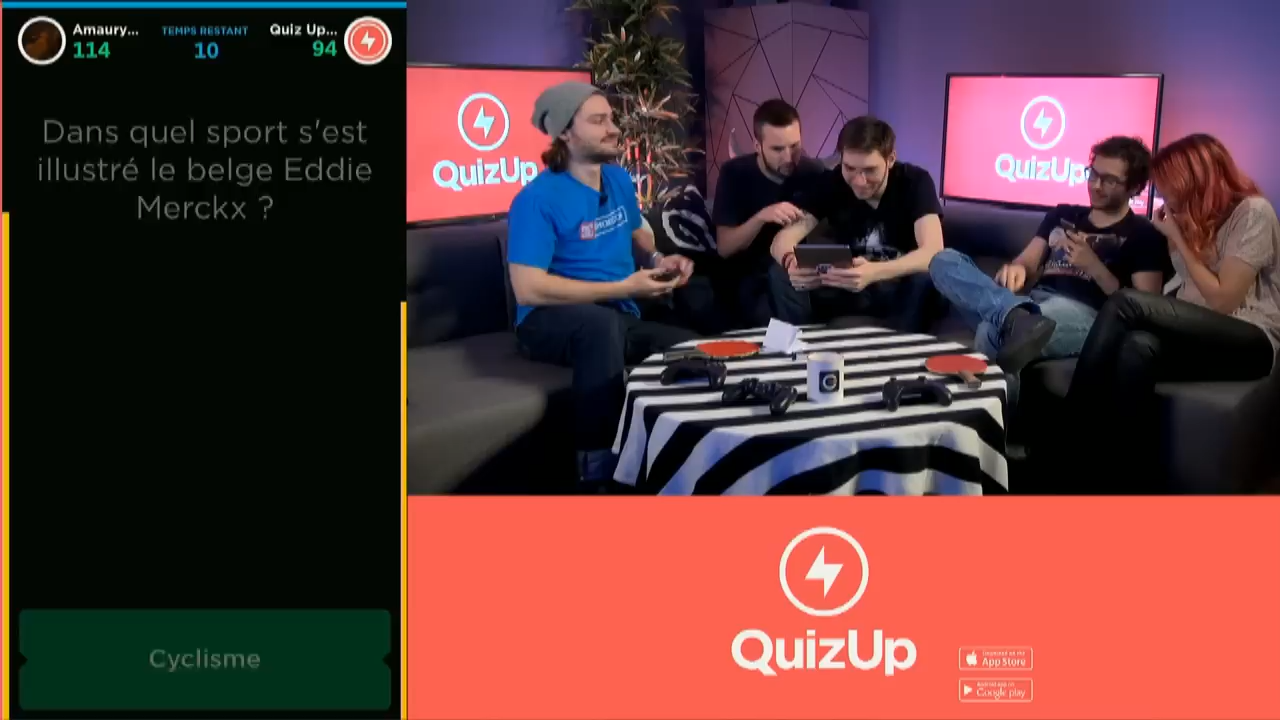 Amaury...
114
TEMPS RESTANT
10
Quiz Up...
94
Dans quel sport s'est
illustré le belge Eddie
Merckx ?
Cyclisme
QuizUp
QuizUp
QuizUp
App Store
Google play